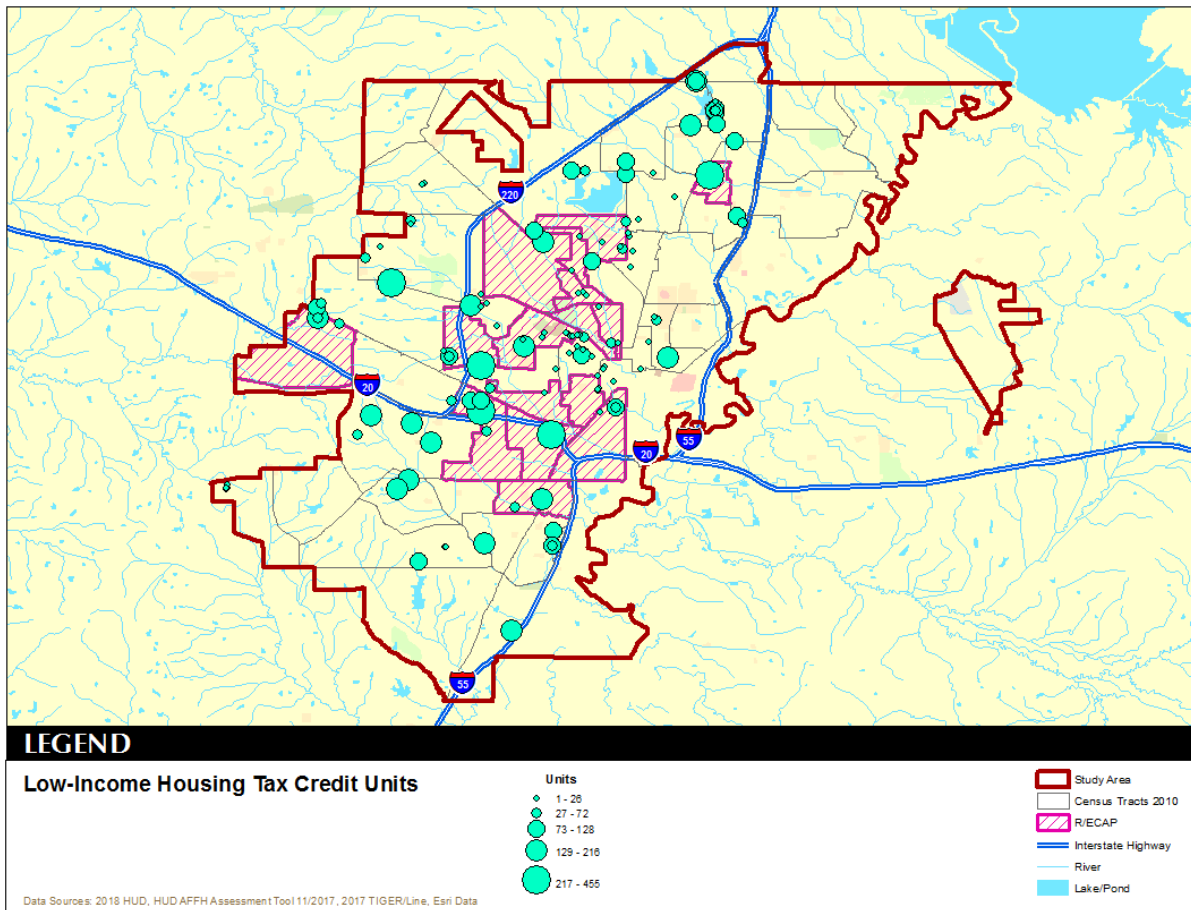 220
20
20
55
55
LEGEND
Low-Income Housing Tax Credit Units
Units
1 - 26
27 - 72
73 - 128
129 - 216
217 - 455
Study Area
Census Tracts 2010
R/ECAP
Interstate Highway
River
Lake/Pond
Data Sources: 2018 HUD, HUD AFFH Assessment Tool 11/2017, 2017 TIGER/Line, Esri Data